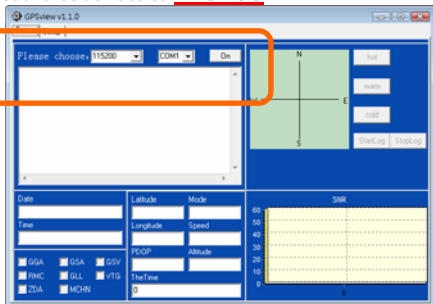 GPSview v1.1.0
Please choose: 115200 COM1 On
N
E
S
hot
warm
cold
StartLog StopLog
Date
Time
GGA GSA GSV
RMC GLL VTG
ZDA MCHN
Latitude Mode
Longitude Speed
PDOP Altitude
TheTime
0
SNR
60
50
40
30
20
10
0
0